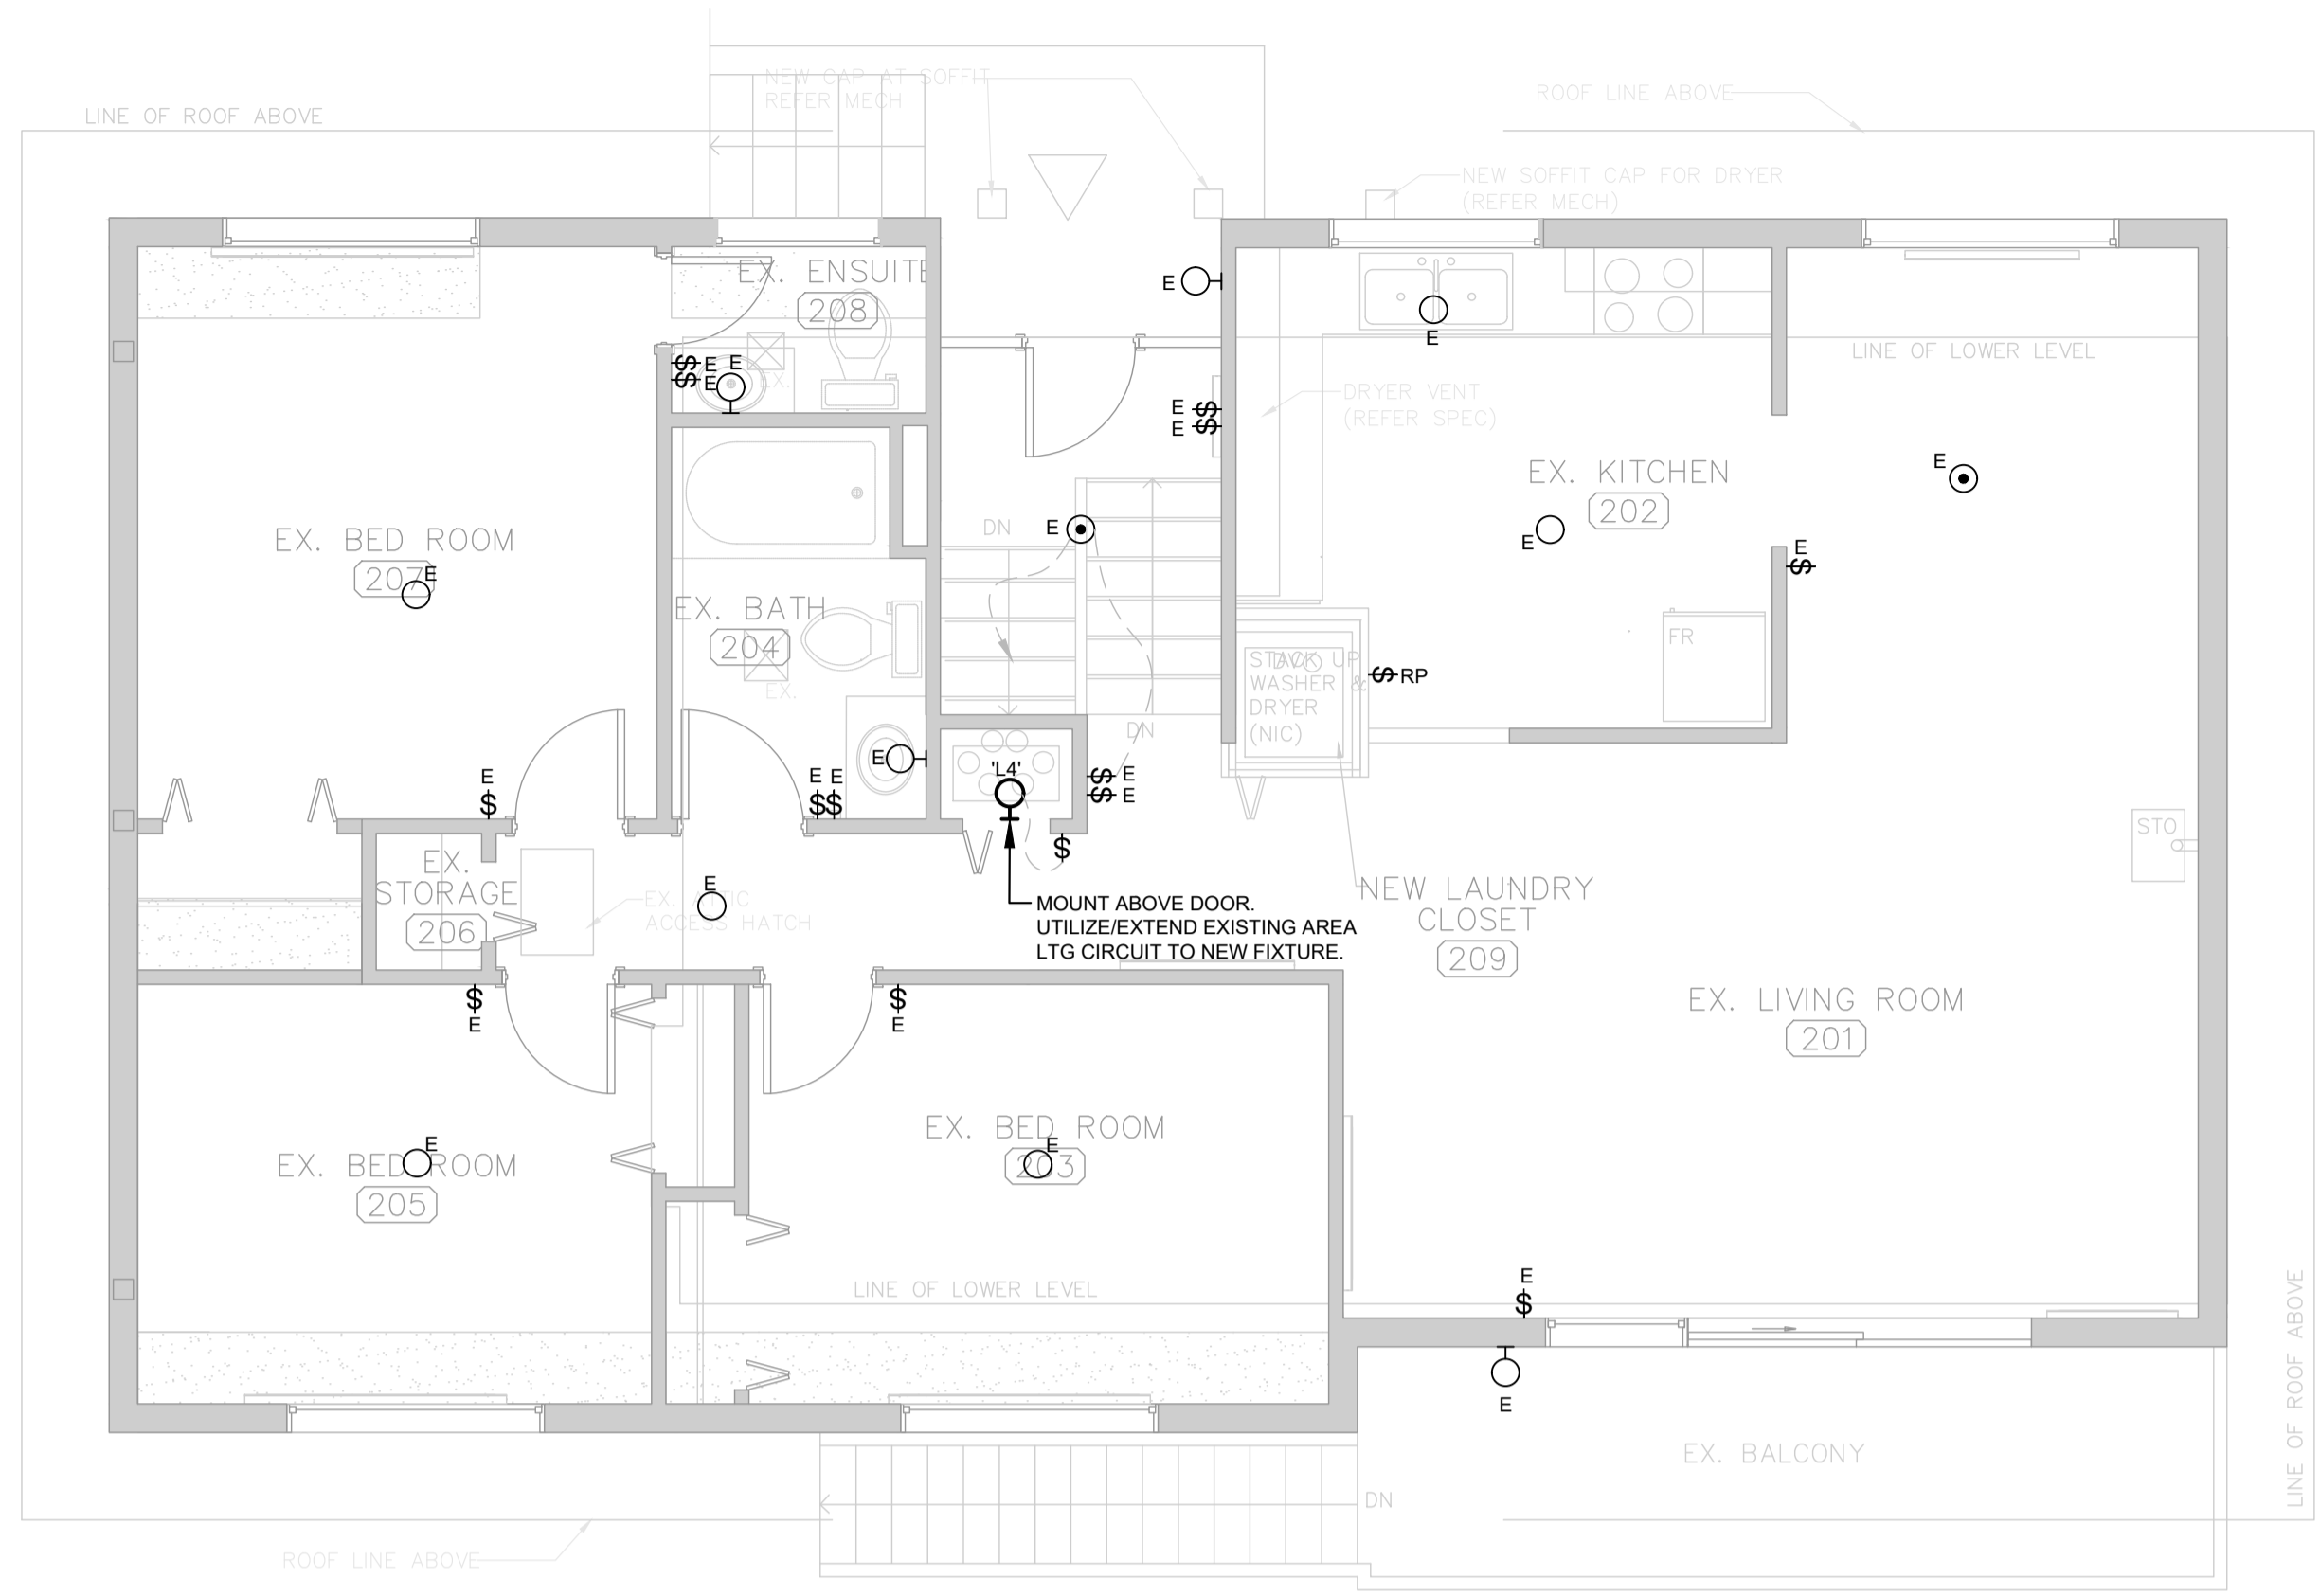 NEW CAP AT SOFFIT
REFER MECH
ROOF LINE ABOVE
LINE OF ROOF ABOVE
NEW SOFFIT CAP FOR DRYER
(REFER MECH)
EX. ENSUITE
208
E
E
LINE OF LOWER LEVEL
$ E
$ E
E
EX.
DRYER VENT
(REFER SPEC)
E $
E $
EX. KITCHEN
202
E
EX. BED ROOM
207
E
DN
E
E
E
$
EX. BATH
204
EX.
FR
STACK UP
WASHER &
DRYER
(NIC)
D/W
$ RP
DN
E
E
$
E E
$ $
'L4'
$ E
$ E
$
STO
EX.
STORAGE
206
E
EX. ATTIC
ACCESS HATCH
MOUNT ABOVE DOOR.
UTILIZE/EXTEND EXISTING AREA
LTG CIRCUIT TO NEW FIXTURE.
NEW LAUNDRY
CLOSET
209
$
E
$
E
EX. LIVING ROOM
201
EX. BED ROOM
205
E
EX. BED ROOM
203
E
LINE OF LOWER LEVEL
E
$
E
LINE OF ROOF ABOVE
EX. BALCONY
DN
ROOF LINE ABOVE